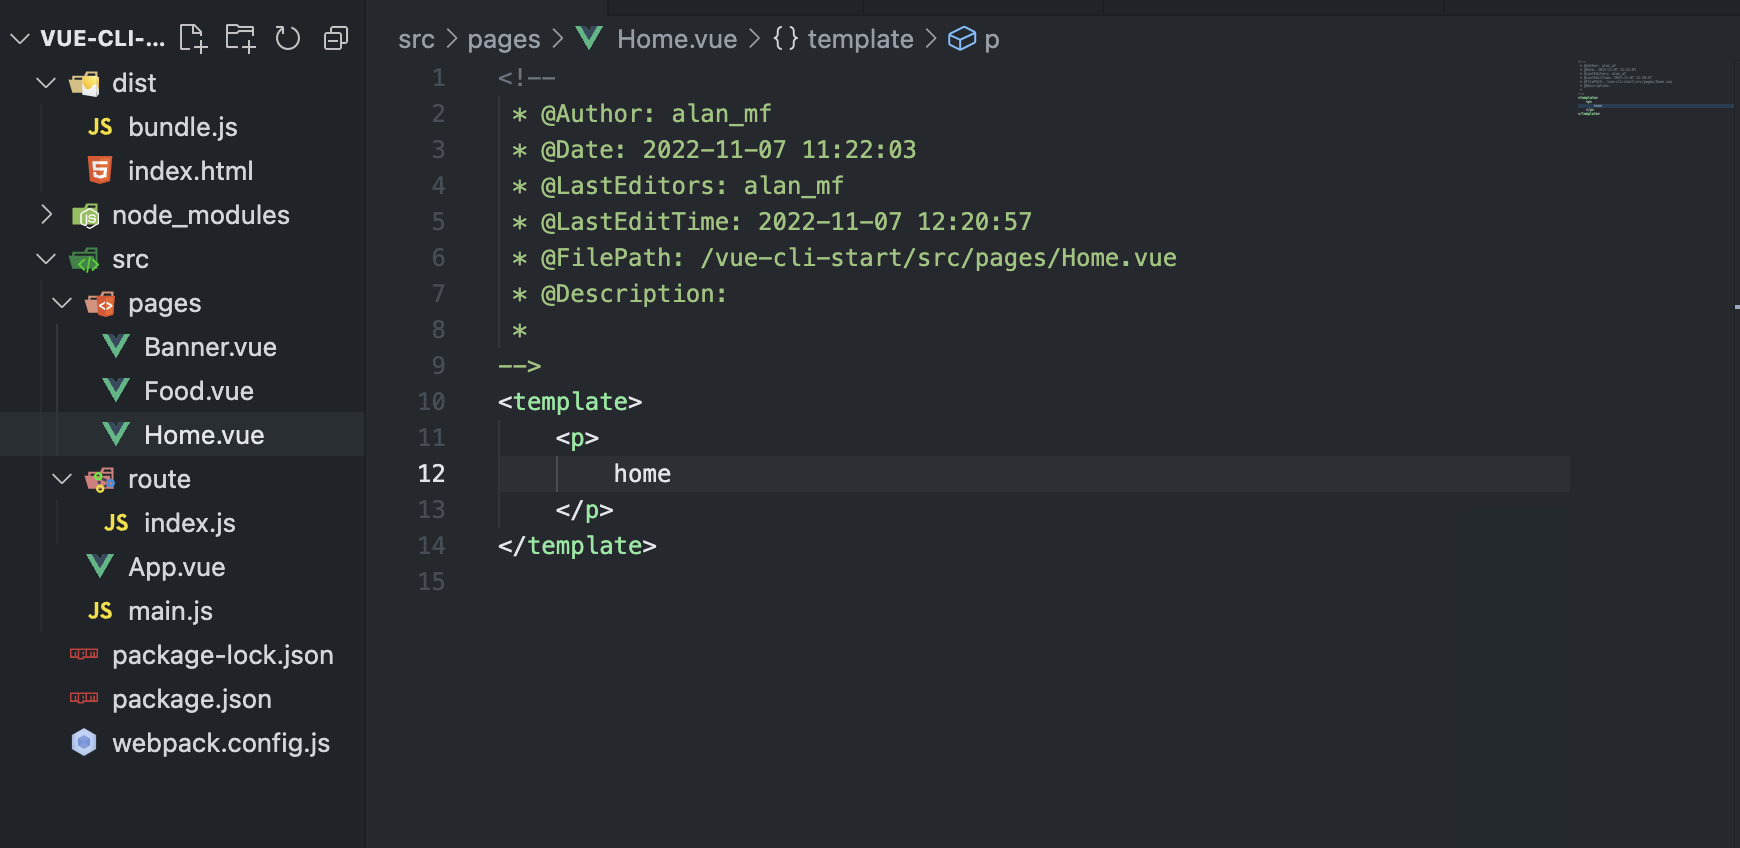 VUE-CLI-...
dist
JS bundle.js
index.html
node_modules
src
pages
Banner.vue
Food.vue
Home.vue
route
JS index.js
App.vue
JS main.js
package-lock.json
package.json
webpack.config.js
src > pages > Home.vue > {} template > p
1 <!--
2 * @Author: alan_mf
3 * @Date: 2022-11-07 11:22:03
4 * @LastEditors: alan_mf
5 * @LastEditTime: 2022-11-07 12:20:57
6 * @FilePath: /vue-cli-start/src/pages/Home.vue
7 * @Description:
8 *
9 -->
10 <template>
11 <p>
12 home
13 </p>
14 </template>
15